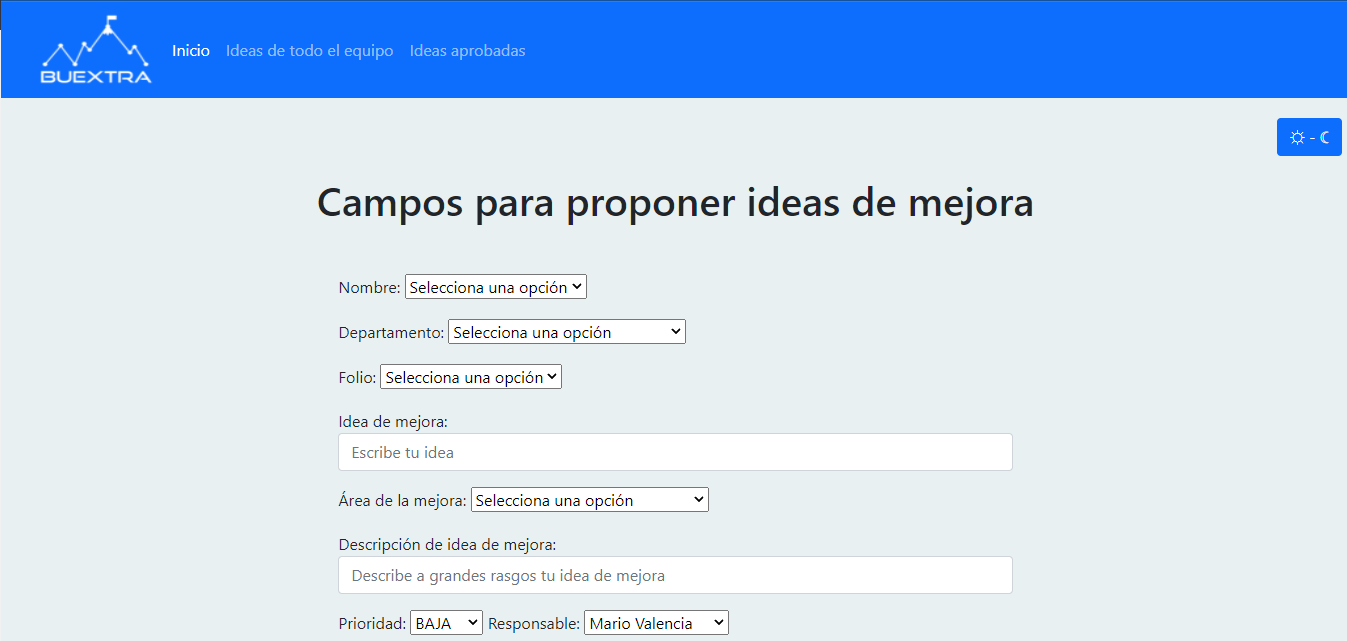 BUEXTRA
Inicio Ideas de todo el equipo Ideas aprobadas
Campos para proponer ideas de mejora
Nombre: Selecciona una opción
Departamento: Selecciona una opción
Folio: Selecciona una opción
Idea de mejora:
Escribe tu idea
Área de la mejora: Selecciona una opción
Descripción de idea de mejora:
Describe a grandes rasgos tu idea de mejora
Prioridad: BAJA Responsable: Mario Valencia